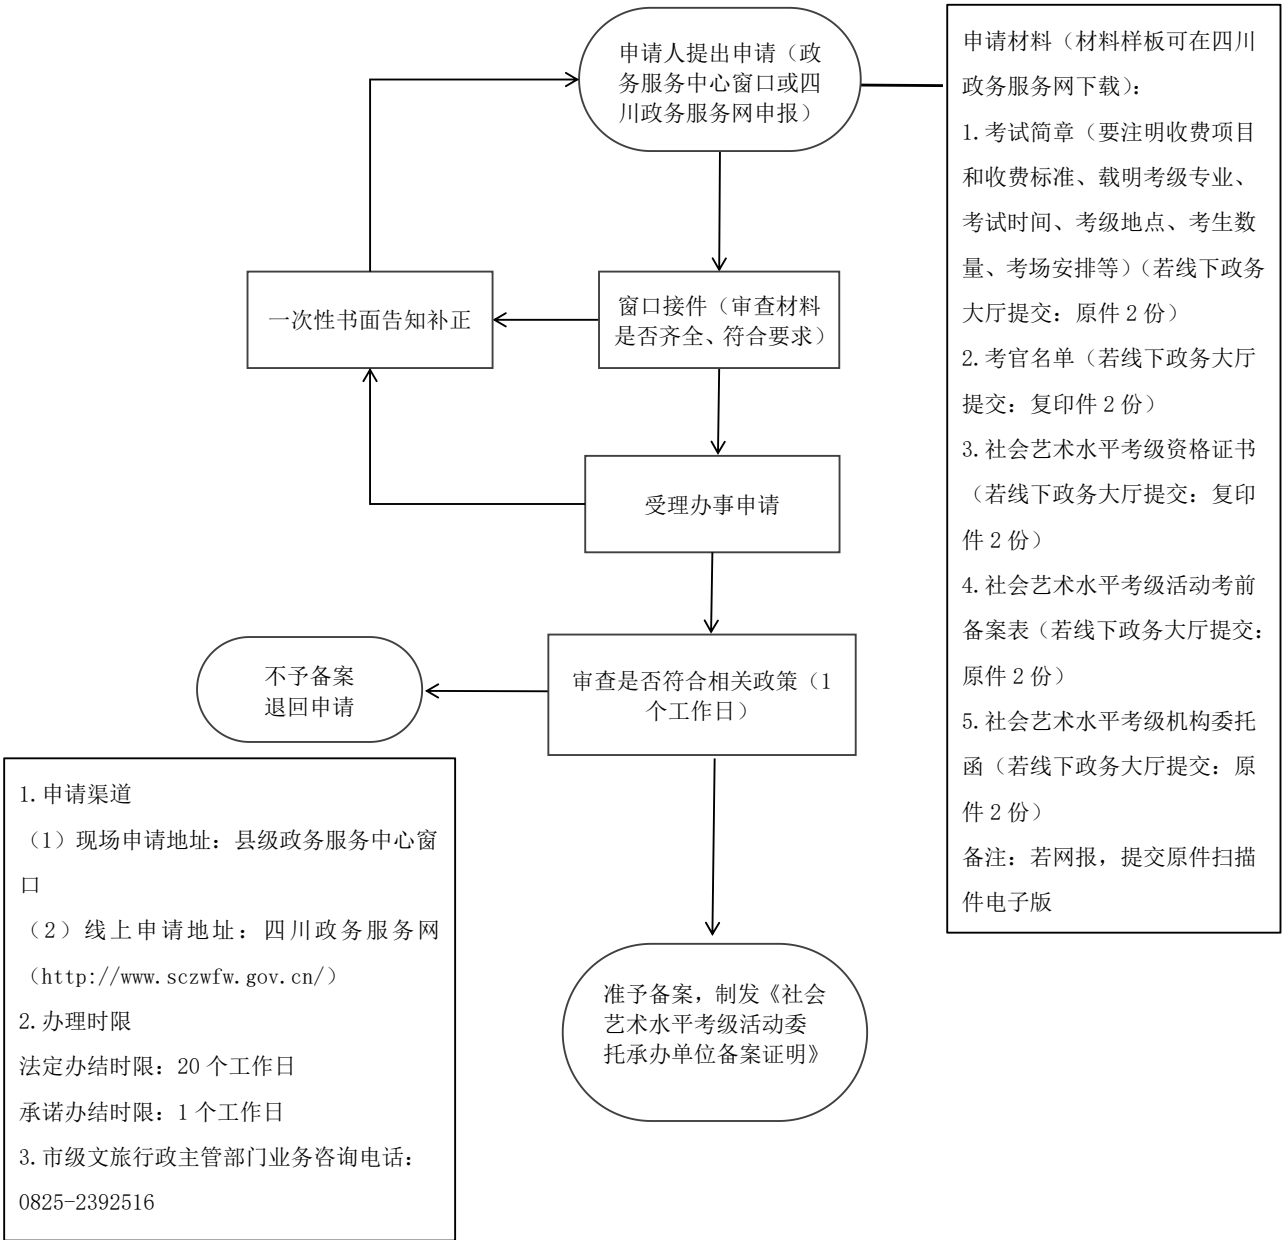 申请人提出申请（政
务服务中心窗口或四
川政务服务网申报）
申请材料（材料样板可在四川
政务服务网下载）：
1.考试简章（要注明收费项目
和收费标准、载明考级专业、
考试时间、考级地点、考生数
量、考场安排等）（若线下政务
大厅提交：原件 2 份）
2.考官名单（若线下政务大厅
提交：复印件 2 份）
3.社会艺术水平考级资格证书
（若线下政务大厅提交：复印
件 2 份）
4.社会艺术水平考级活动考前
备案表（若线下政务大厅提交：
原件 2 份）
5.社会艺术水平考级机构委托
函（若线下政务大厅提交：原
件 2 份）
备注：若网报，提交原件扫描
件电子版
一次性书面告知补正
窗口接件（审查材料
是否齐全、符合要求）
受理办事申请
不予备案
退回申请
审查是否符合相关政策（1
个工作日）
1.申请渠道
（1）现场申请地址：县级政务服务中心窗
口
（2）线上申请地址：四川政务服务网
（http://www.sczwfw.gov.cn/）
2.办理时限
法定办结时限：20 个工作日
承诺办结时限：1 个工作日
3.市级文旅行政主管部门业务咨询电话：
0825-2392516
准予备案，制发《社会
艺术水平考级活动委
托承办单位备案证明》